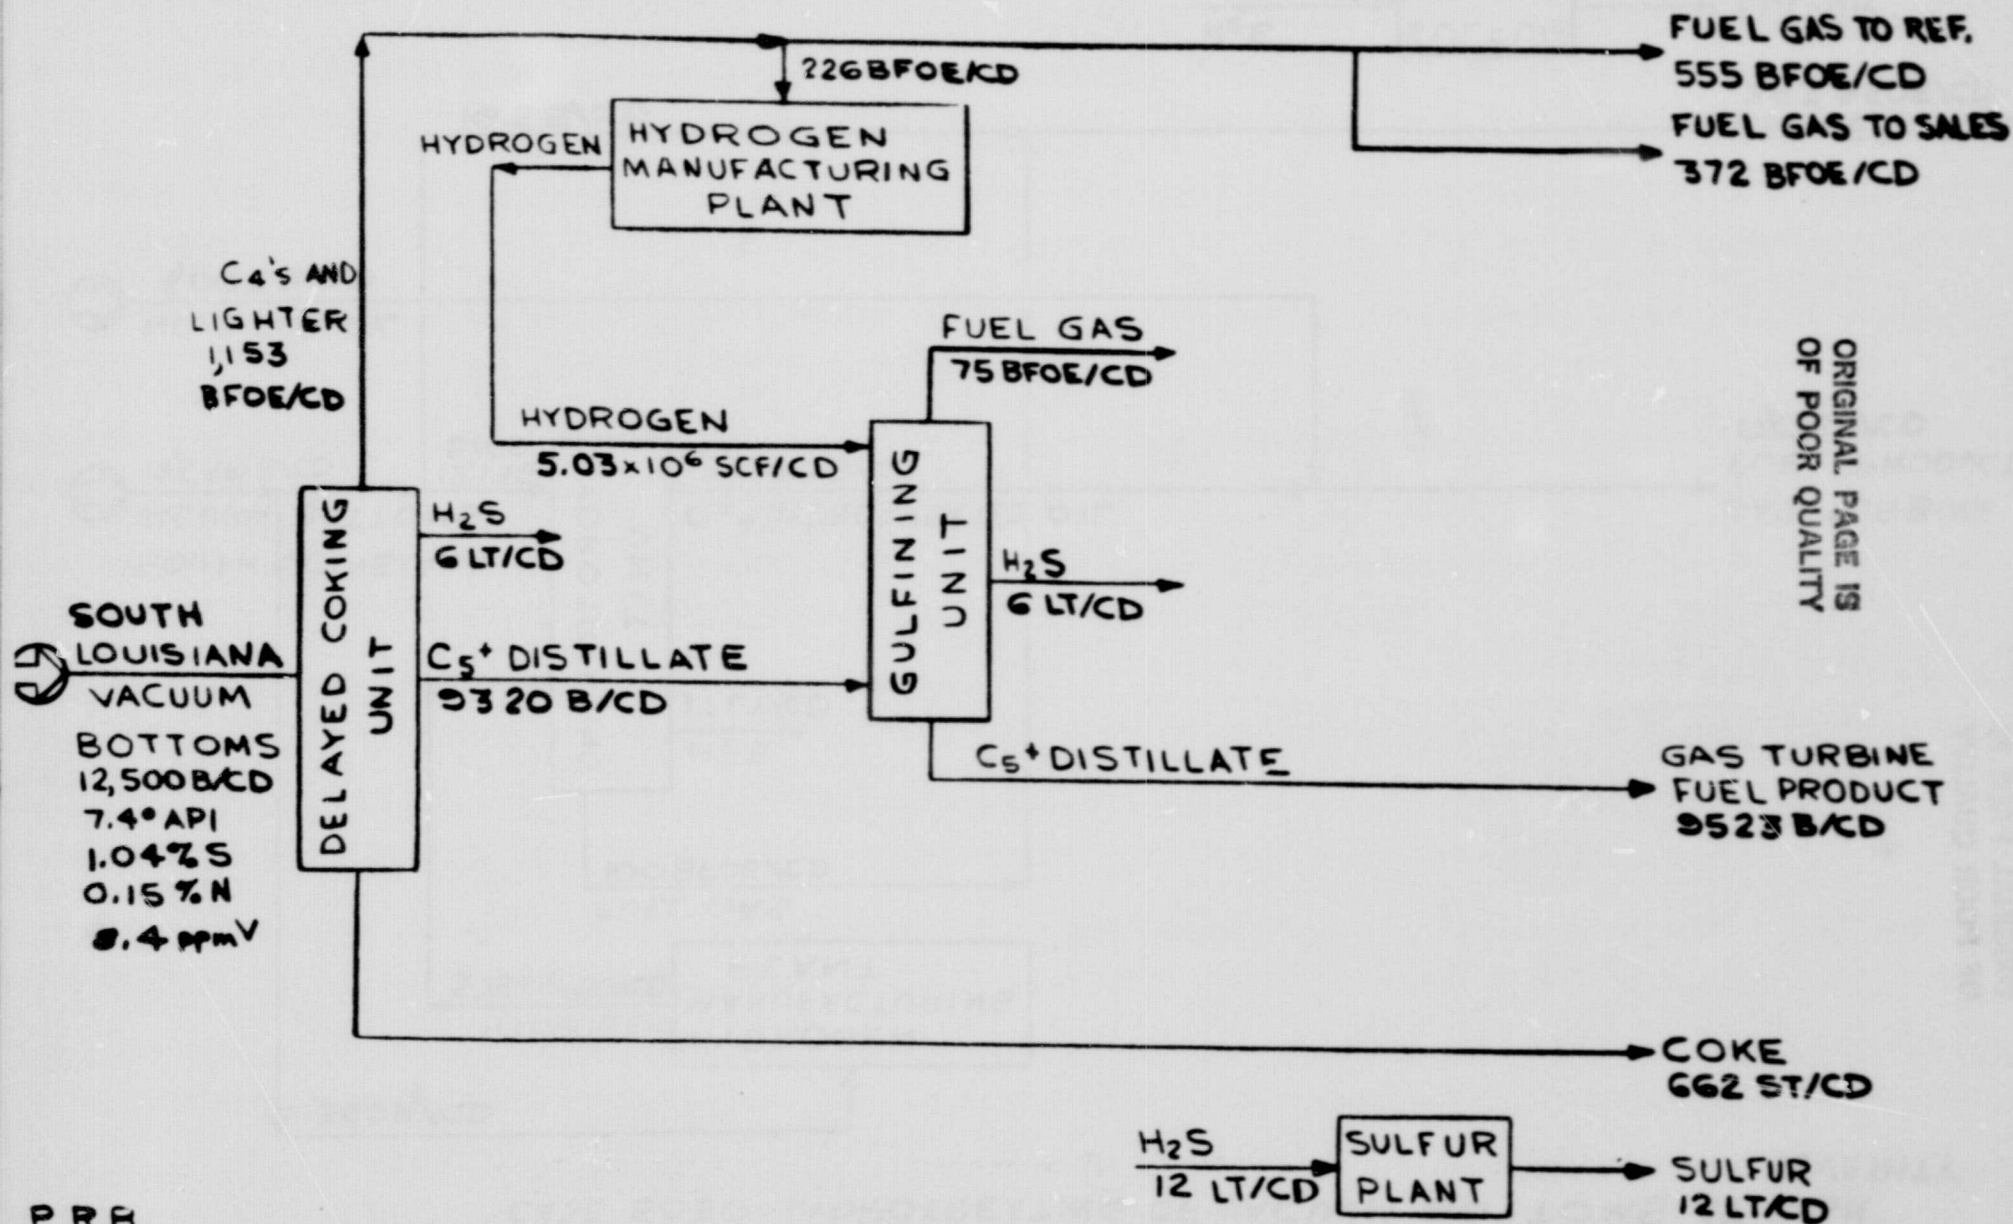 FUEL GAS TO REF.
555 BFOE/CD
FUEL GAS TO SALES
372 BFOE/CD
?26 BFOE/CD
HYDROGEN
HYDROGEN
MANUFACTURING
PLANT
C4'S AND
LIGHTER
1,153
BFOE/CD
FUEL GAS
75 BFOE/CD
HYDROGEN
5.03x10⁶ SCF/CD
GULFINING
UNIT
H2S
6 LT/CD
DELAYED COKING
UNIT
H2S
6 LT/CD
C5+ DISTILLATE
9320 B/CD
SOUTH
LOUISIANA
VACUUM
BOTTOMS
12,500 B/CD
7.4° API
1.04% S
0.15 % N
.4 ppm V
C5+ DISTILLATE
GAS TURBINE
FUEL PRODUCT
9523 B/CD
COKE
662 ST/CD
H2S
12 LT/CD
SULFUR
PLANT
SULFUR
12 LT/CD
ORIGINAL PAGE IS
OF POOR QUALITY